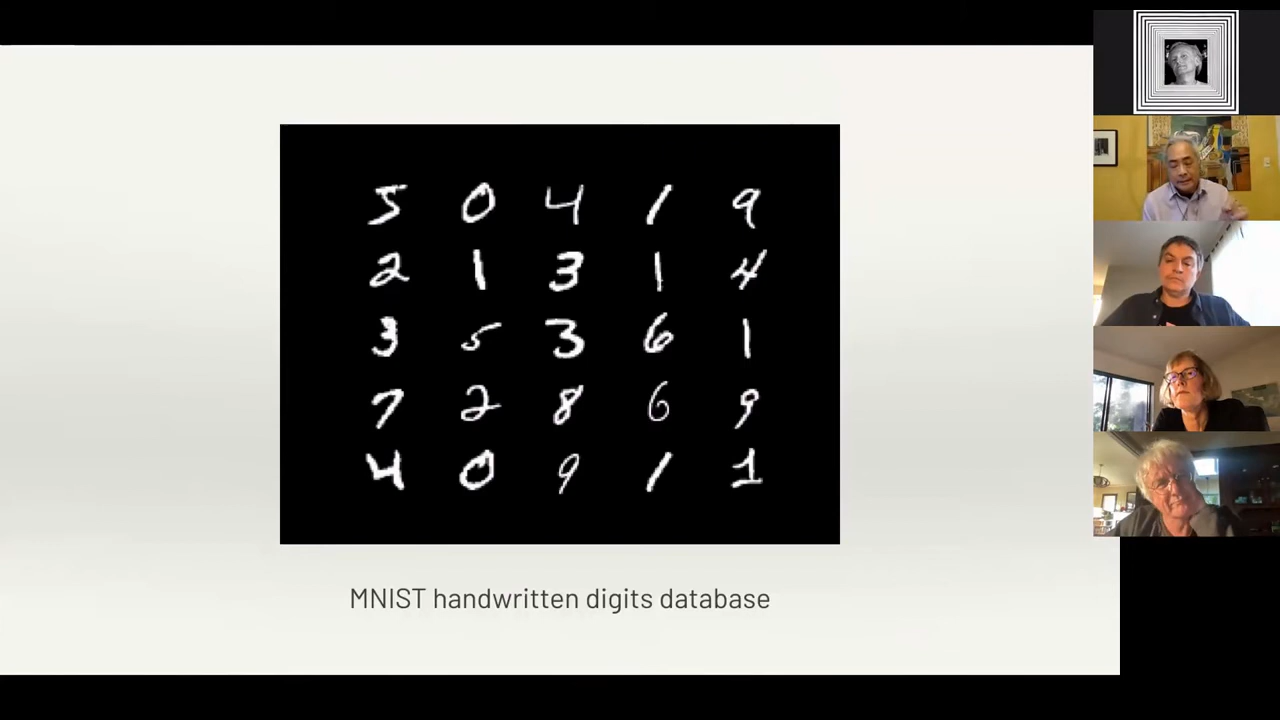 5 0 4 1 9
2 1 3 1 4
3 5 3 6 1
7 2 8 6 9
4 0 9 1 1
MNIST handwritten digits database